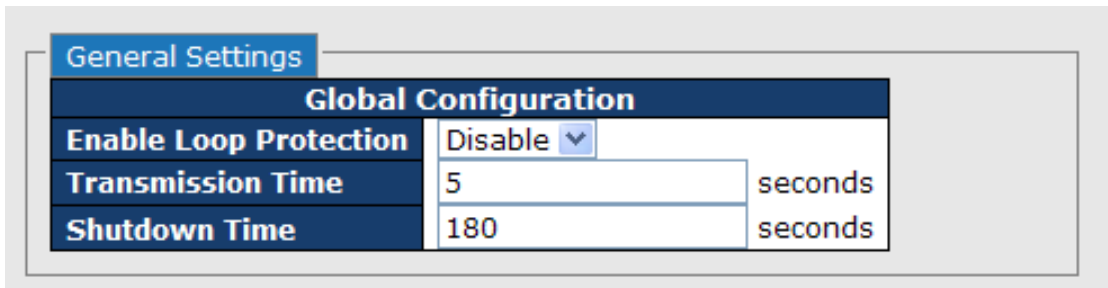 General Settings
Global Configuration
Enable Loop Protection Disable
Transmission Time 5 seconds
Shutdown Time 180 seconds